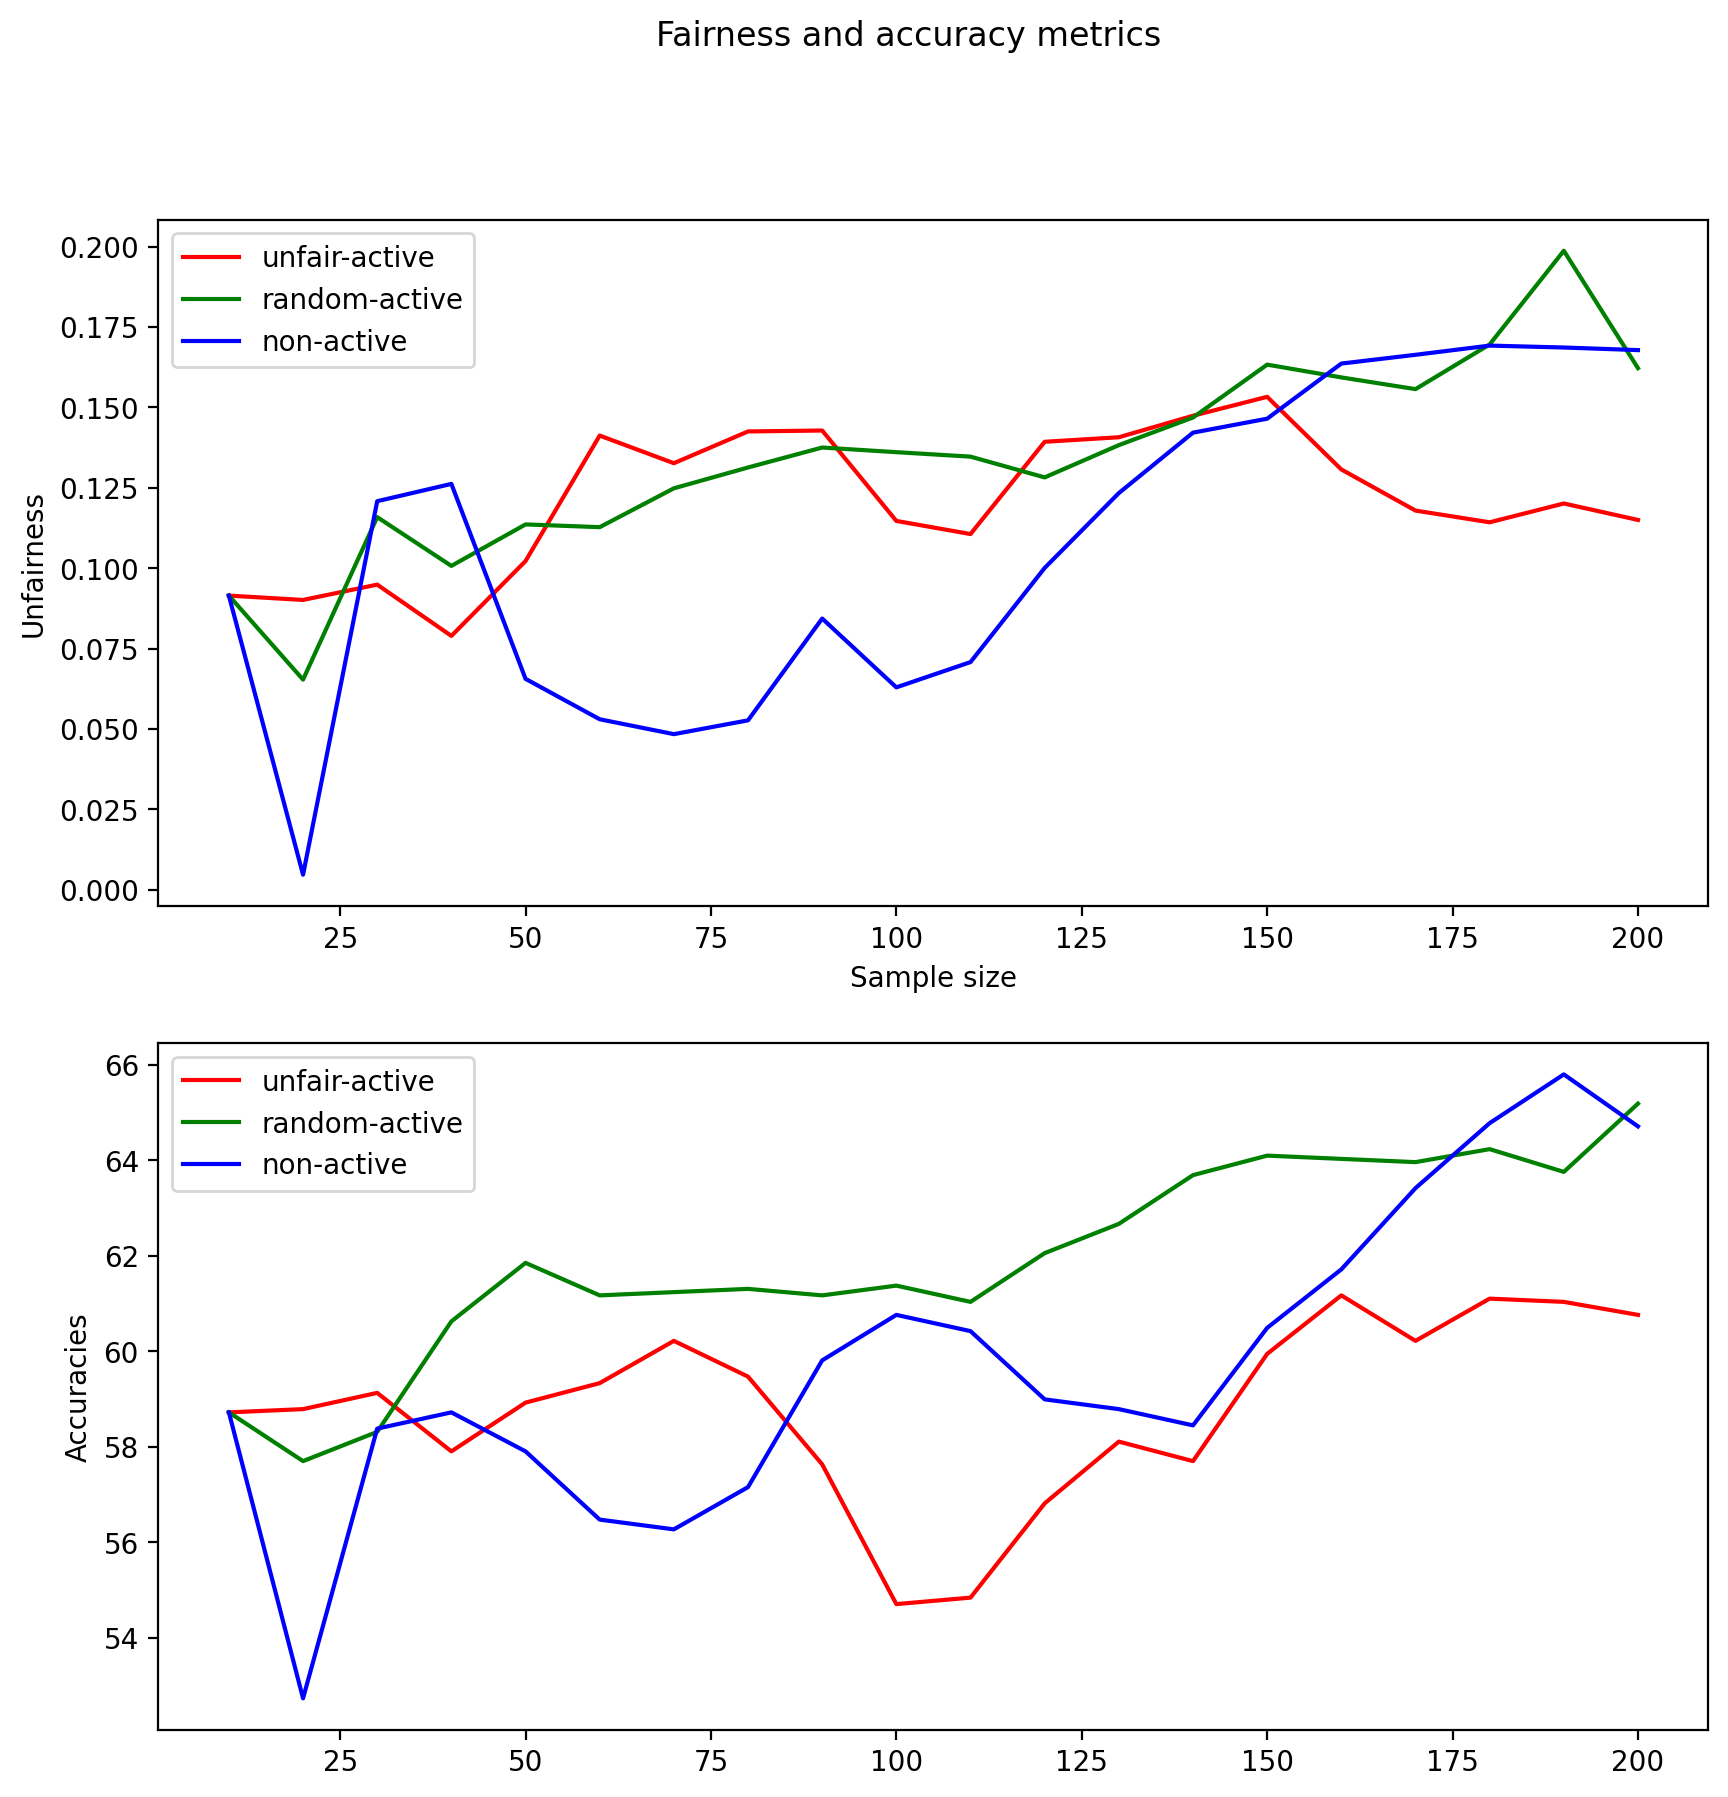 Fairness and accuracy metrics
unfair-active
random-active
non-active
0.200
0.175
0.150
0.125
0.100
0.075
0.050
0.025
0.000
Unfairness
25 50 75 100 125 150 175 200
Sample size
unfair-active
random-active
non-active
66
64
62
60
58
56
54
Accuracies
25 50 75 100 125 150 175 200